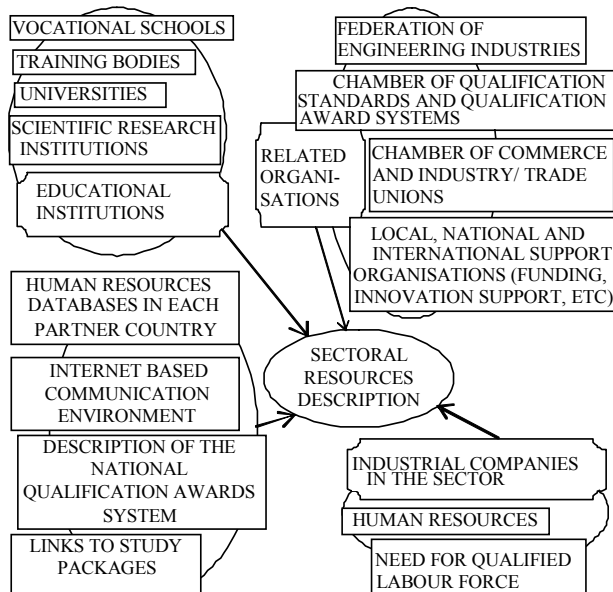 VOCATIONAL SCHOOLS
TRAINING BODIES
UNIVERSITIES
SCIENTIFIC RESEARCH
INSTITUTIONS
EDUCATIONAL
INSTITUTIONS
FEDERATION OF
ENGINEERING INDUSTRIES
CHAMBER OF QUALIFICATION
STANDARDS AND QUALIFICATION
AWARD SYSTEMS
RELATED
ORGANI-
SATIONS
CHAMBER OF COMMERCE
AND INDUSTRY/ TRADE
UNIONS
LOCAL, NATIONAL AND
INTERNATIONAL SUPPORT
ORGANISATIONS (FUNDING,
INNOVATION SUPPORT, ETC)
HUMAN RESOURCES
DATABASES IN EACH
PARTNER COUNTRY
INTERNET BASED
COMMUNICATION
ENVIRONMENT
DESCRIPTION OF THE
NATIONAL
QUALIFICATION AWARDS
SYSTEM
LINKS TO STUDY
PACKAGES
SECTORAL
RESOURCES
DESCRIPTION
INDUSTRIAL COMPANIES
IN THE SECTOR
HUMAN RESOURCES
NEED FOR QUALIFIED
LABOUR FORCE